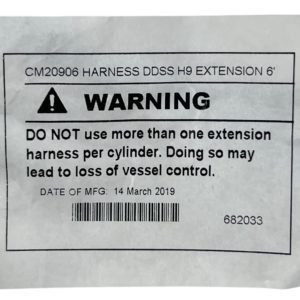 CM20906 HARNESS DDSS H9 EXTENSION 6'
WARNING
DO NOT use more than one extension
harness per cylinder. Doing so may
lead to loss of vessel control.
DATE OF MFG: 14 March 2019
682033